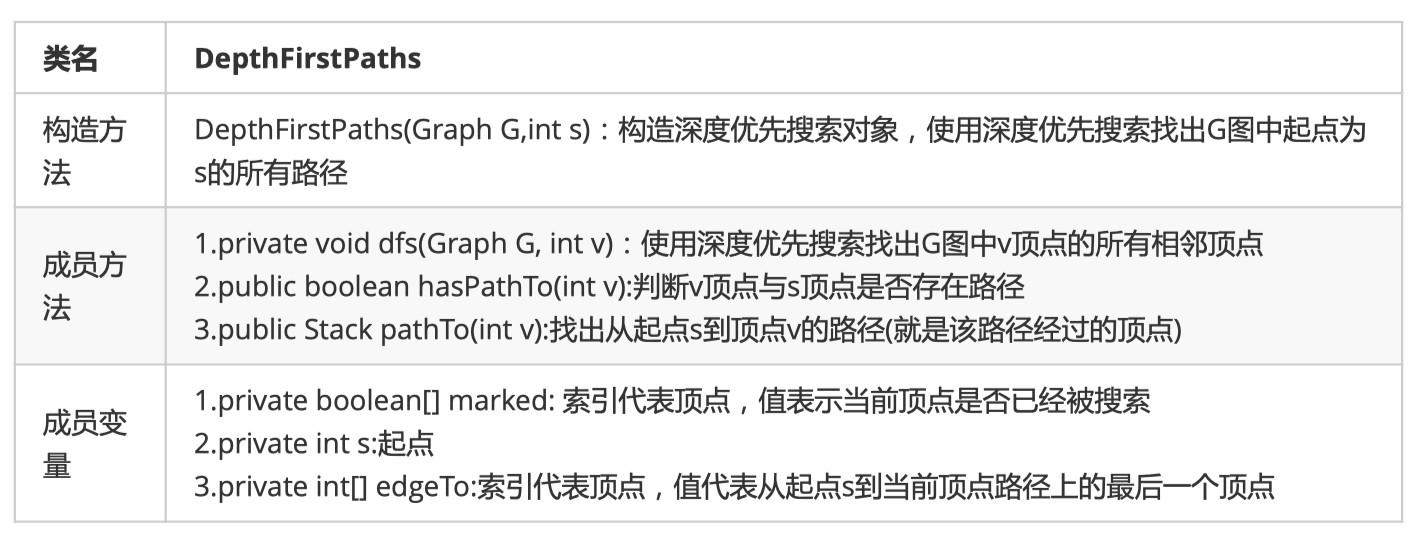 类名
DepthFirstPaths
构造方
法
DepthFirstPaths(Graph G,int s)：构造深度优先搜索对象，使用深度优先搜索找出G图中起点为
s的所有路径
成员方
法
1.private void dfs(Graph G, int v)：使用深度优先搜索找出G图中v顶点的所有相邻顶点
2.public boolean hasPathTo(int v):判断v顶点与s顶点是否存在路径
3.public Stack pathTo(int v):找出从起点s到顶点v的路径(就是该路径经过的顶点)
成员变
量
1.private boolean[] marked: 索引代表顶点，值表示当前顶点是否已经被搜索
2.private int s:起点
3.private int[] edgeTo:索引代表顶点，值代表从起点s到当前顶点路径上的最后一个顶点